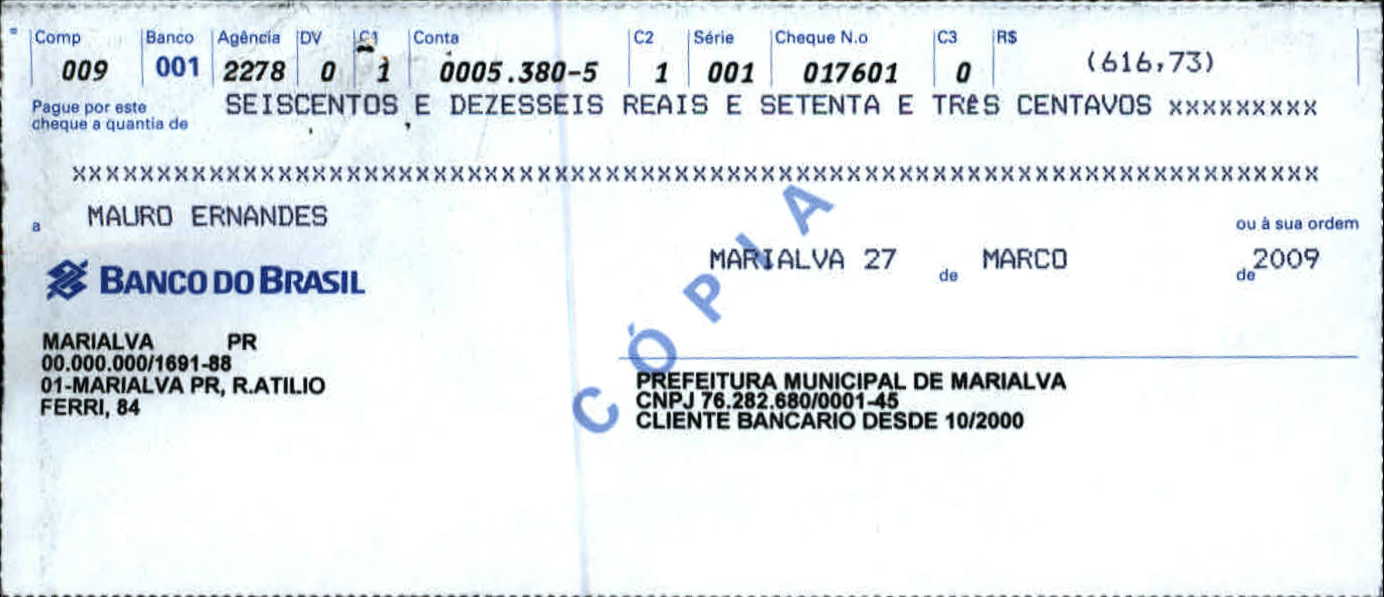 Comp Banco Agência DV C1 Conta C2 Série Cheque N.o C3 R$
009 001 2278 0 1 0005.380-5 1 001 017601 0 (616,73)
Pague por este cheque a quantia de SEISCENTOS E DEZESSEIS REAIS E SETENTA E TRÊS CENTAVOS xxxxxxxxx
XXXXXXXXXXXXXXXXXXXXXXXXXXXXXXXXXXXXXXXXXXXXXXXXXXXXXXXXXXXXXXXXXXXXXXXXXXX
a MAURO ERNANDES ou à sua ordem
MARIALVA 27 de MARCO de 2009
BANCO DO BRASIL
MARIALVA PR
00.000.000/1691-88
01-MARIALVA PR, R.ATILIO
FERRI, 84
PREFEITURA MUNICIPAL DE MARIALVA
CNPJ 76.282.680/0001-45
CLIENTE BANCARIO DESDE 10/2000
CÓPIA